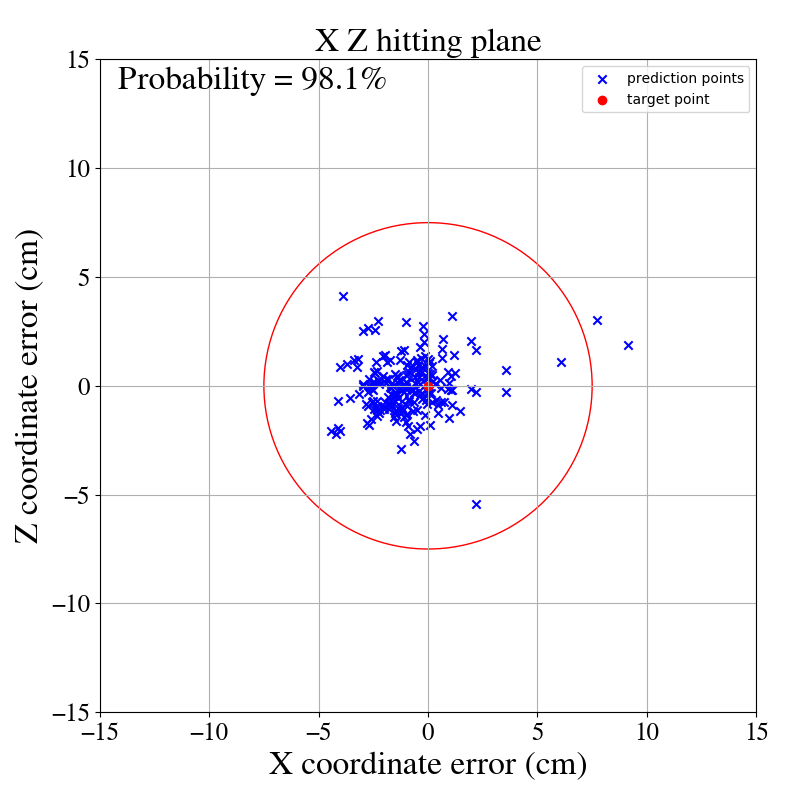 X Z hitting plane
Probability = 98.1%
prediction points
target point
15
10
5
0
−5
−10
−15
Z coordinate error (cm)
−15
−10
−5
0
5
10
15
X coordinate error (cm)